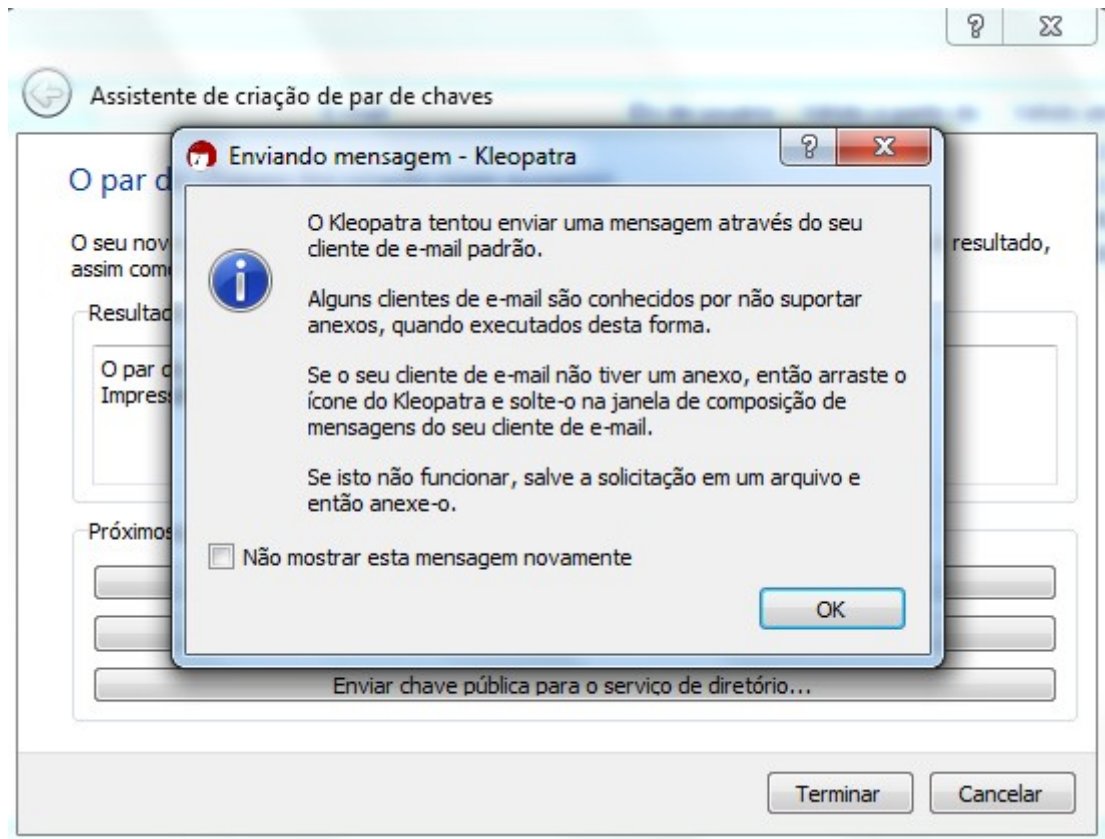 Assistente de criação de par de chaves
Enviando mensagem - Kleopatra
O par d
O Kleopatra tentou enviar uma mensagem através do seu
cliente de e-mail padrão.
O seu nov
resultado,
assim com
Alguns clientes de e-mail são conhecidos por não suportar
anexos, quando executados desta forma.
Resultad
O par d
Impress
Se o seu cliente de e-mail não tiver um anexo, então arraste o
ícone do Kleopatra e solte-o na janela de composição de
mensagens do seu cliente de e-mail.
Se isto não funcionar, salve a solicitação em um arquivo e
então anexe-o.
Próximos
Não mostrar esta mensagem novamente
OK
Enviar chave pública para o serviço de diretório...
Terminar
Cancelar